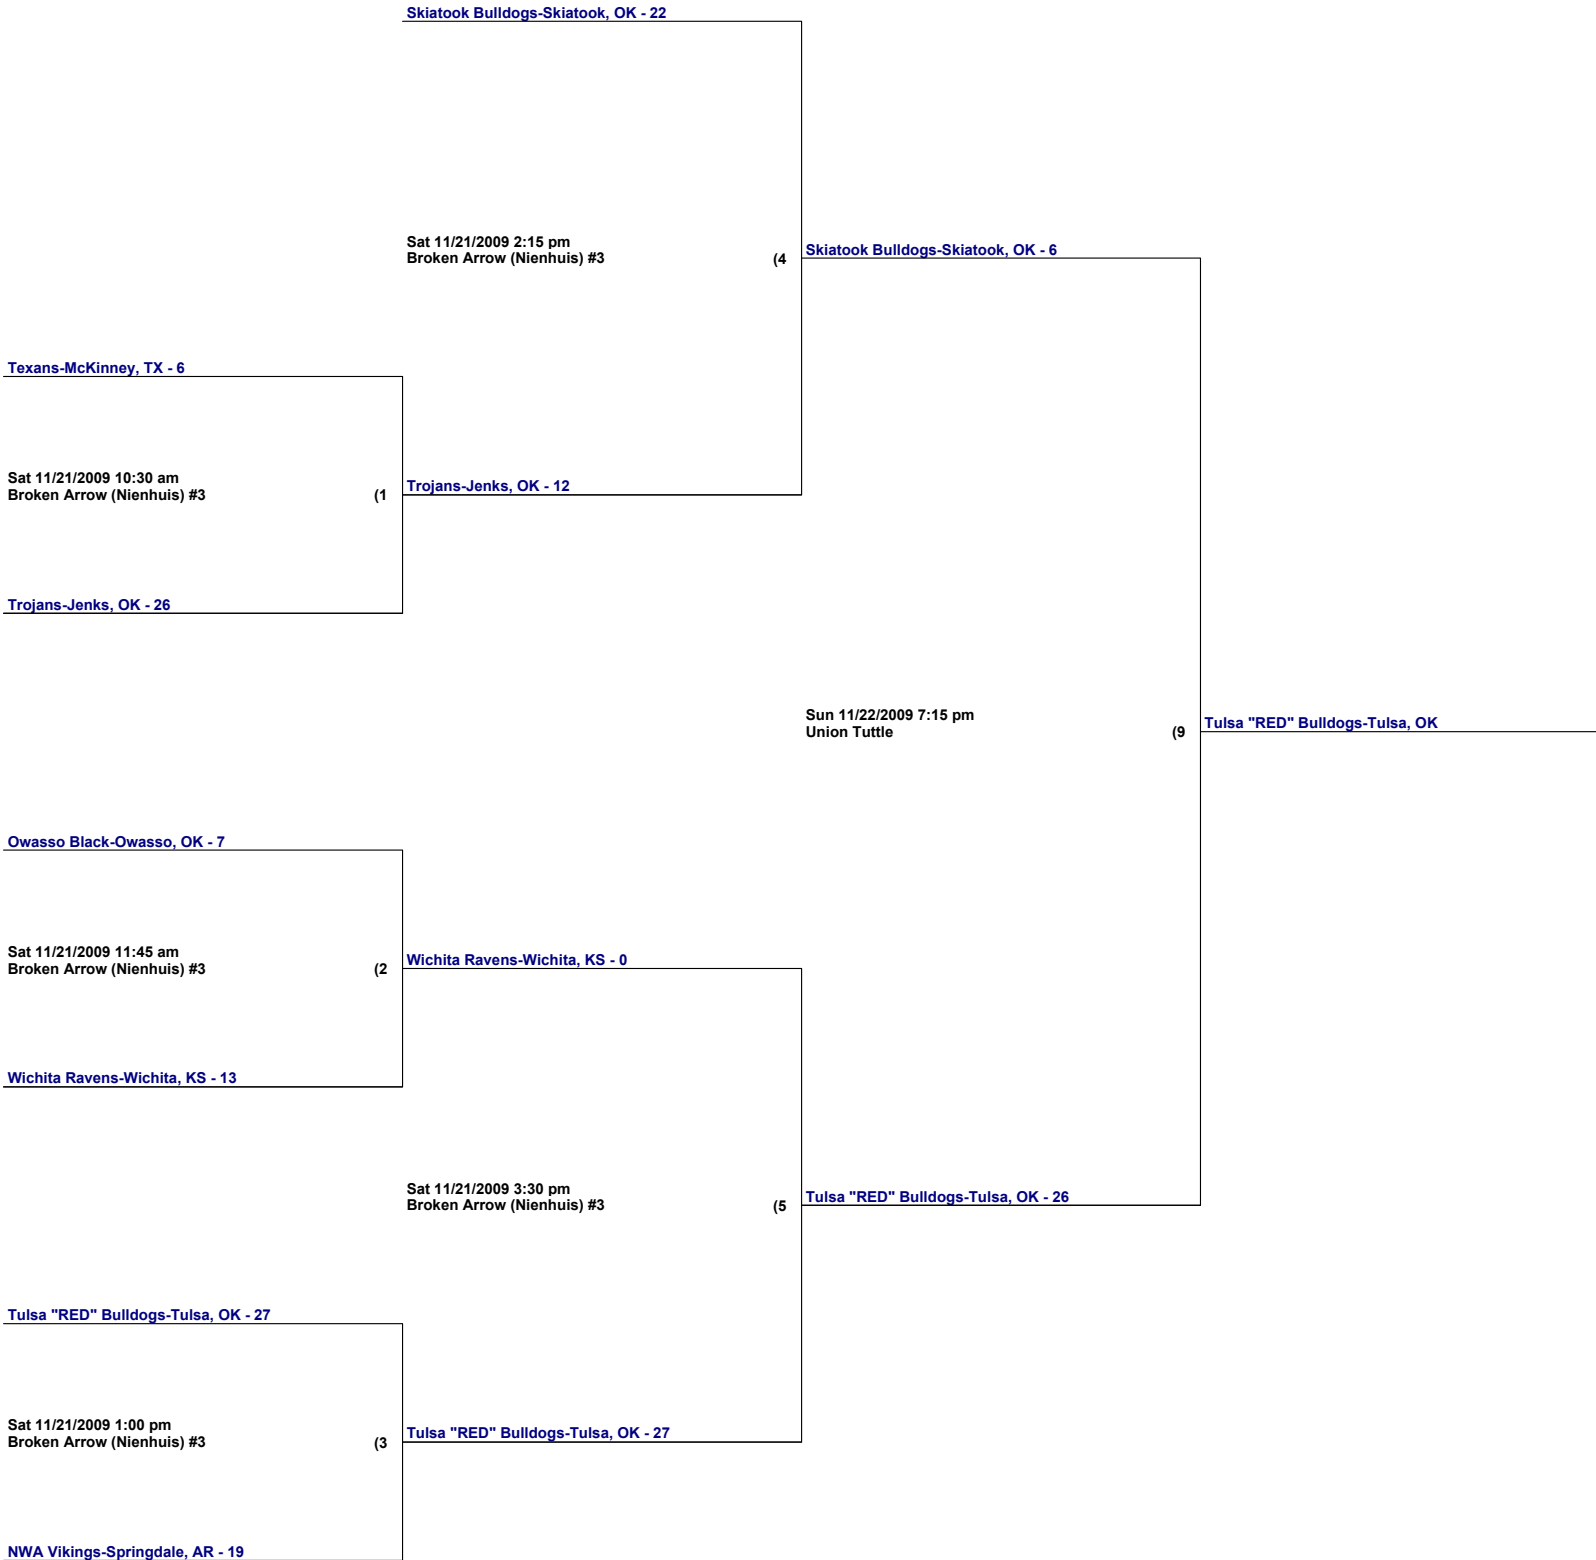 Skiatook Bulldogs-Skiatook, OK - 22
Sat 11/21/2009 2:15 pm
Broken Arrow (Nienhuis) #3 (4
Skiatook Bulldogs-Skiatook, OK - 6
Texans-McKinney, TX - 6
Sat 11/21/2009 10:30 am
Broken Arrow (Nienhuis) #3 (1
Trojans-Jenks, OK - 12
Trojans-Jenks, OK - 26
Sun 11/22/2009 7:15 pm
Union Tuttle (9
Tulsa "RED" Bulldogs-Tulsa, OK
Owasso Black-Owasso, OK - 7
Sat 11/21/2009 11:45 am
Broken Arrow (Nienhuis) #3 (2
Wichita Ravens-Wichita, KS - 0
Wichita Ravens-Wichita, KS - 13
Sat 11/21/2009 3:30 pm
Broken Arrow (Nienhuis) #3 (5
Tulsa "RED" Bulldogs-Tulsa, OK - 26
Tulsa "RED" Bulldogs-Tulsa, OK - 27
Sat 11/21/2009 1:00 pm
Broken Arrow (Nienhuis) #3 (3
Tulsa "RED" Bulldogs-Tulsa, OK - 27
NWA Vikings-Springdale, AR - 19